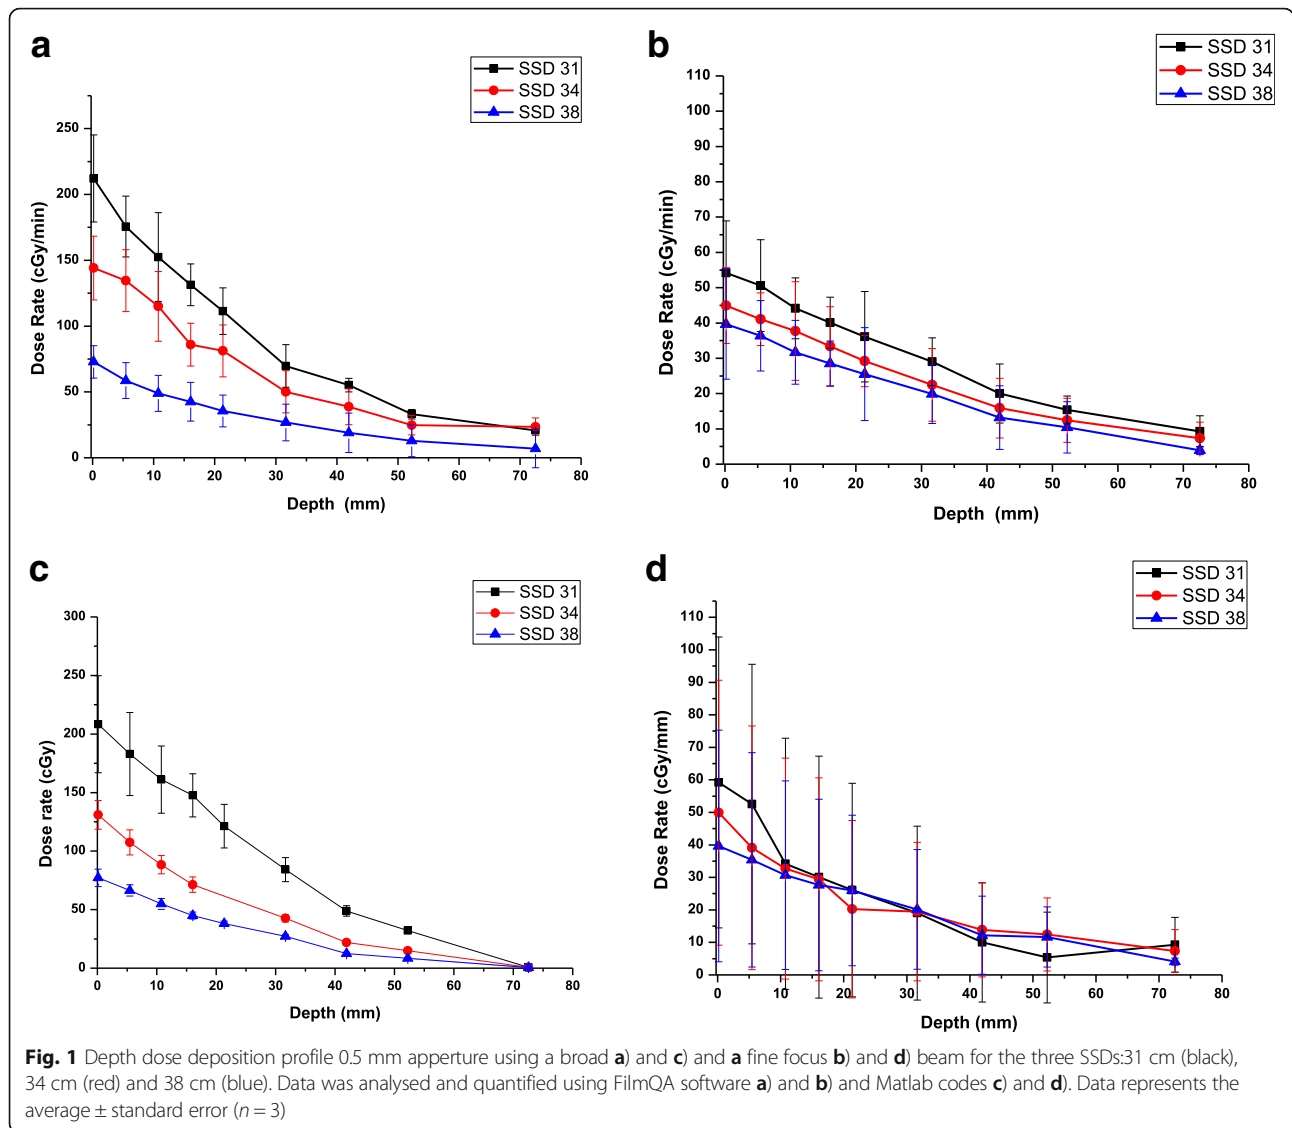 a
SSD 31
SSD 34
SSD 38
250
200
150
100
50
0
Dose Rate (cGy/min)
0 10 20 30 40 50 60 70 80
Depth (mm)
b
SSD 31
SSD 34
SSD 38
110
100
90
80
70
60
50
40
30
20
10
0
Dose Rate (cGy/min)
0 10 20 30 40 50 60 70 80
Depth (mm)
c
SSD 31
SSD 34
SSD 38
300
250
200
150
100
50
0
Dose rate (cGy)
0 10 20 30 40 50 60 70 80
Depth (mm)
d
SSD 31
SSD 34
SSD 38
110
100
90
80
70
60
50
40
30
20
10
0
Dose Rate (cGy/mm)
0 10 20 30 40 50 60 70 80
Depth (mm)
Fig. 1 Depth dose deposition profile 0.5 mm apperture using a broad a) and c) and a fine focus b) and d) beam for the three SSDs:31 cm (black),
34 cm (red) and 38 cm (blue). Data was analysed and quantified using FilmQA software a) and b) and Matlab codes c) and d). Data represents the
average ± standard error (n = 3)